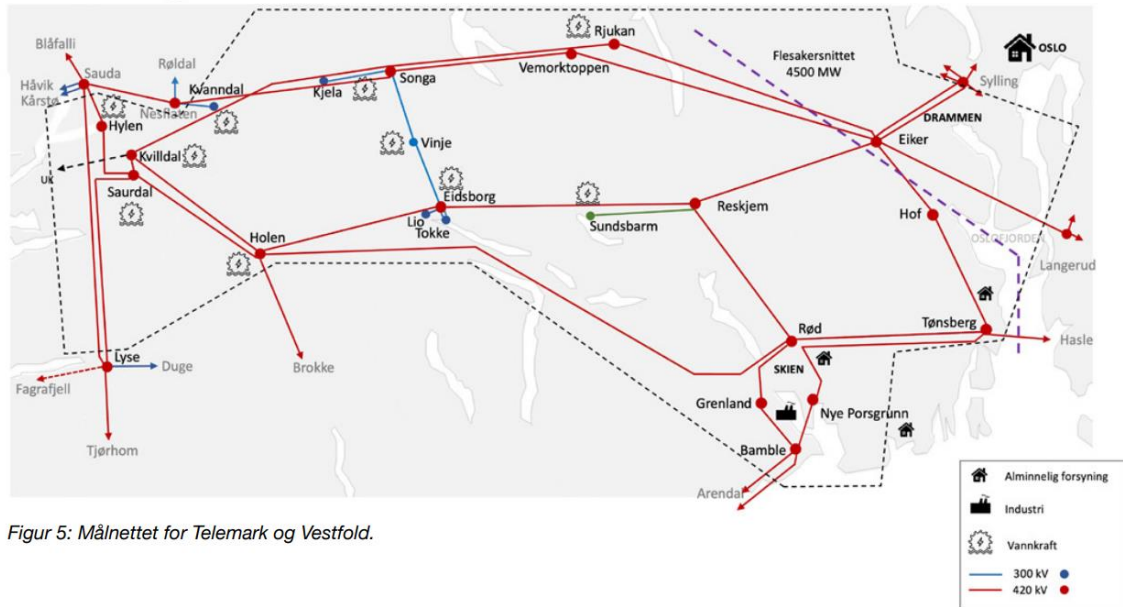 Blåfalli
Røldal
Rjukan
Vemorktoppen
Flesakersnittet
4500 MW
OSLO
Sylling
Håvik
Kårstø
Sauda
Kvanndal
Nesflaten
Kjela
Songa
DRAMMEN
Hylen
Eiker
Kvilldal
UK
Saurdal
Vinje
Eidsborg
Lio
Tokke
Sundsbarm
Reskjem
Hof
OSLOFJORDEN
Langerud
Holen
Rød
Tønsberg
Hasle
Lyse
Duge
Brokke
SKIEN
Fagrafjell
Grenland
Nye Porsgrunn
Tjørhom
Bamble
Arendal
Alminnelig forsyning
Industri
Vannkraft
300 kV
420 kV
Figur 5: Målnettet for Telemark og Vestfold.